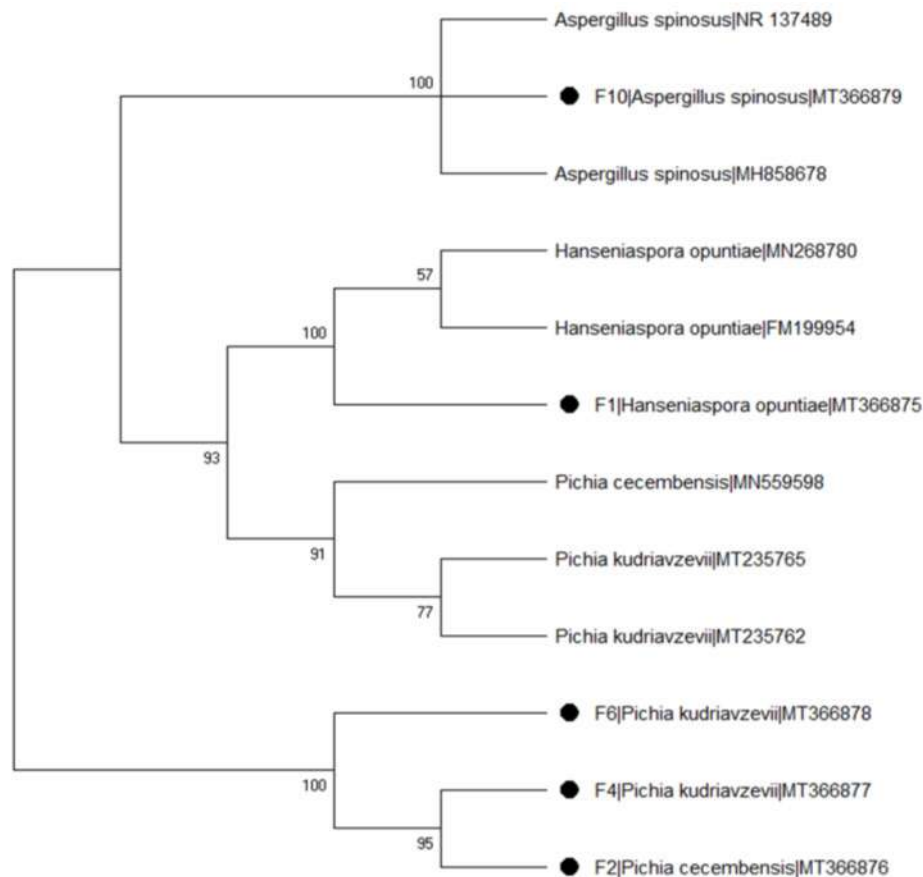 Aspergillus spinosus|NR 137489
100
F10|Aspergillus spinosus|MT366879
Aspergillus spinosus|MH858678
Hanseniaspora opuntiae|MN268780
57
Hanseniaspora opuntiae|FM199954
100
F1|Hanseniaspora opuntiae|MT366875
93
Pichia cecembensis|MN559598
91
Pichia kudriavzevii|MT235765
77
Pichia kudriavzevii|MT235762
F6|Pichia kudriavzevii|MT366878
100
F4|Pichia kudriavzevii|MT366877
95
F2|Pichia cecembensis|MT366876